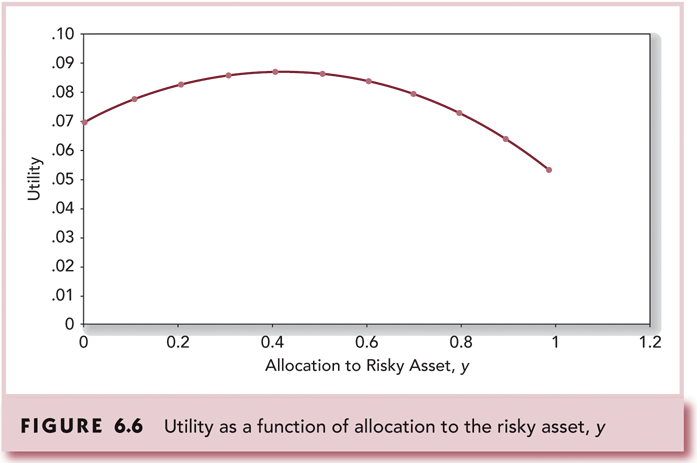 .10
.09
.08
.07
.06
.05
.04
.03
.02
.01
0
Utility
0 0.2 0.4 0.6 0.8 1 1.2
Allocation to Risky Asset, y
FIGURE 6.6 Utility as a function of allocation to the risky asset, y